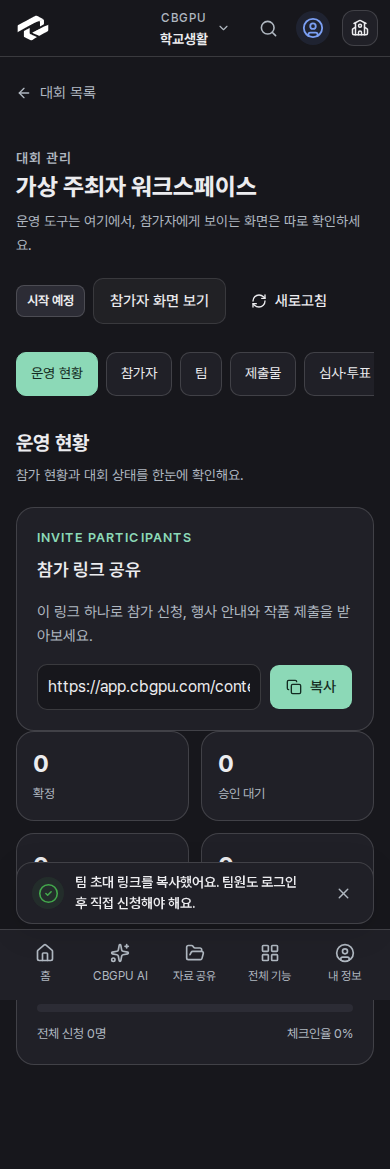 CBGPU
학교생활
대회 목록
대회 관리
가상 주최자 워크스페이스
운영 도구는 여기에서, 참가자에게 보이는 화면은 따로 확인하세
요.
시작 예정
참가자 화면 보기
새로고침
운영 현황
참가자
팀
제출물
심사·투표
운영 현황
참가 현황과 대회 상태를 한눈에 확인해요.
INVITE PARTICIPANTS
참가 링크 공유
이 링크 하나로 참가 신청, 행사 안내와 작품 제출을 받
아보세요.
https://app.cbgpu.com/conte
복사
0
0
확정
승인 대기
팀 초대 링크를 복사했어요. 팀원도 로그인
후 직접 신청해야 해요.
홈
CBGPU AI
자료 공유
전체 기능
내 정보
전체 신청 0명
체크인율 0%